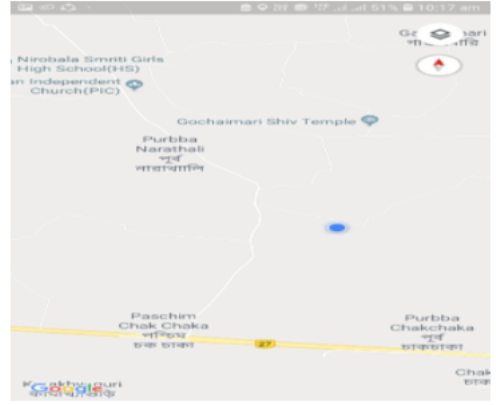 51% 10:17 am
Nirobala Smriti Girls
High School(HS)
Independent
Church(PIC)
Gochaimari Shiv Temple
Purbba
Narathali
পূর্ব
নারাথালি
Paschim
Chak Chaka
পশ্চিম
চক চাকা
27
Purbba
Chakchaka
পূর্ব
চাকচাকা
Chak
Google